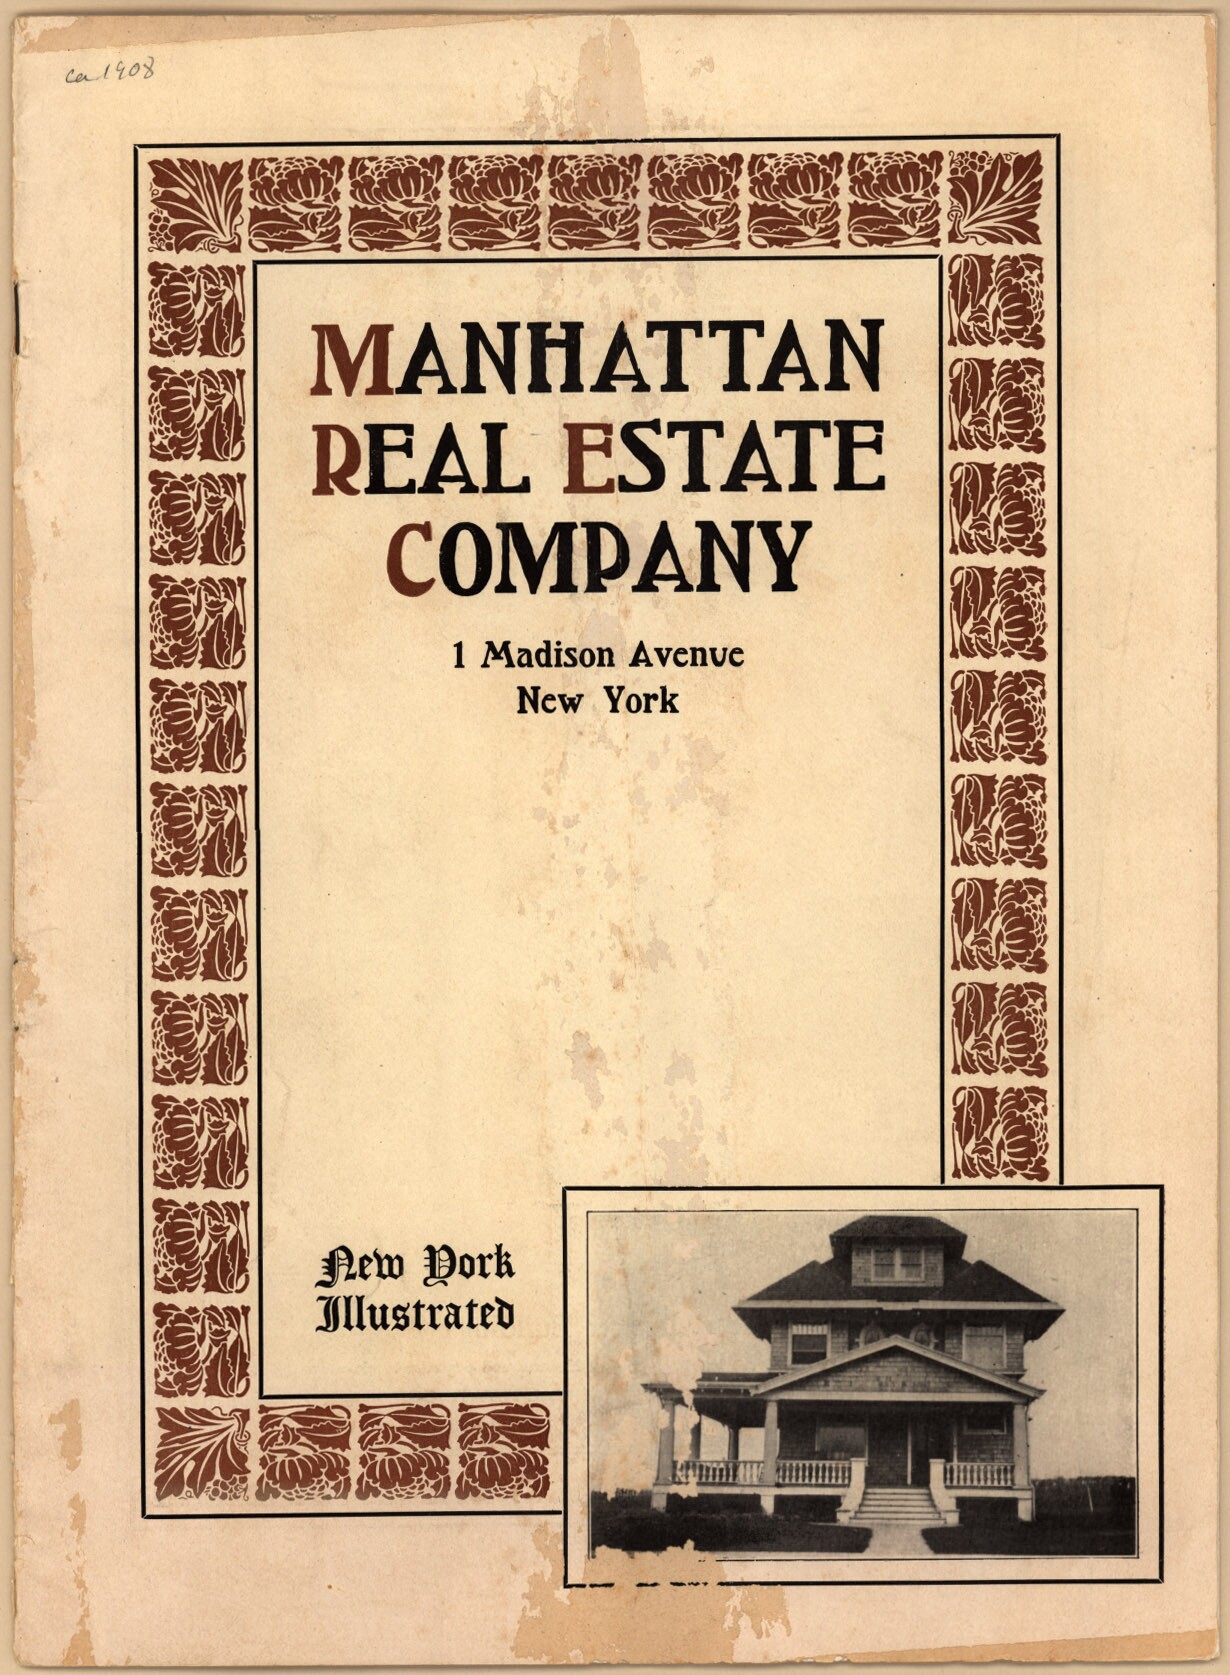 ca 1908
MANHATTAN
REAL ESTATE
COMPANY
1 Madison Avenue
New York
New York
Illustrated